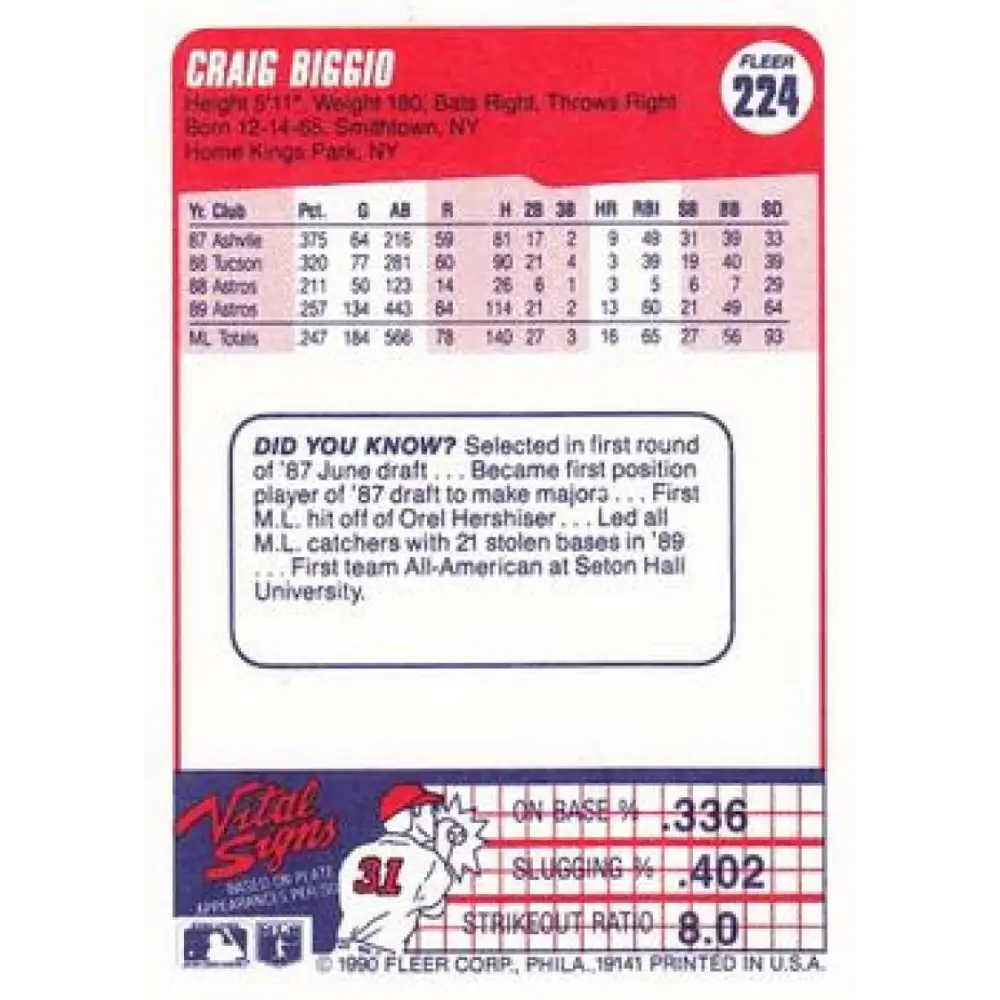 CRAIG BIGGIO
FLEER
224
Height 5'11", Weight 180, Bats Right, Throws Right
Born 12-14-65, Smithtown, NY
Home Kings Park, NY
Yr. Club Pct. G AB R H 2B 3B HR RBI SB BB SO
87 Ashvile .375 64 216 59 81 17 2 9 49 31 39 33
88 Tucson .320 77 281 60 90 21 4 3 39 19 40 39
88 Astros .211 50 123 14 26 6 1 3 5 6 7 29
89 Astros .257 134 443 64 114 21 2 13 60 21 49 64
ML Totals .247 184 566 78 140 27 3 16 65 27 56 93
DID YOU KNOW? Selected in first round
of '87 June draft . . . Became first position
player of '87 draft to make majors . . . First
M.L. hit off of Orel Hershiser . . . Led all
M.L. catchers with 21 stolen bases in '89
. . . First team All-American at Seton Hall
University.
Vital
Signs
BASED ON PLATE
APPEARANCES PER SO
31
ON BASE % .336
SLUGGING % .402
STRIKEOUT RATIO 8.0
© 1990 FLEER CORP., PHILA.,19141 PRINTED IN U.S.A.